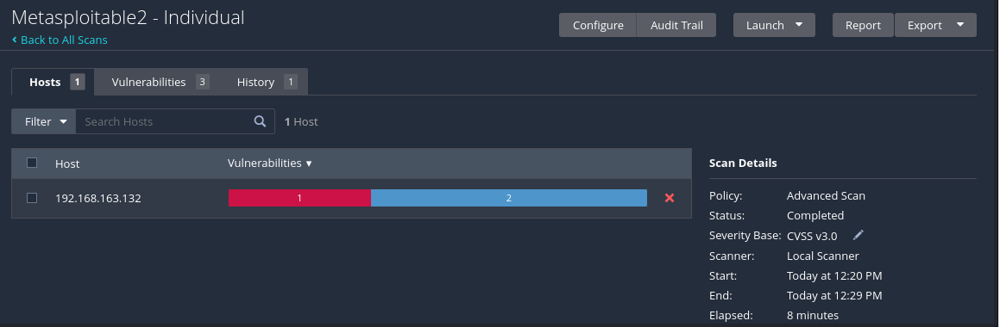 Metasploitable2 - Individual
Back to All Scans
Configure Audit Trail Launch Report Export
Hosts 1 Vulnerabilities 3 History 1
Filter Search Hosts 1 Host
Host Vulnerabilities
192.168.163.132 1 2
Scan Details
Policy: Advanced Scan
Status: Completed
Severity Base: CVSS v3.0
Scanner: Local Scanner
Start: Today at 12:20 PM
End: Today at 12:29 PM
Elapsed: 8 minutes